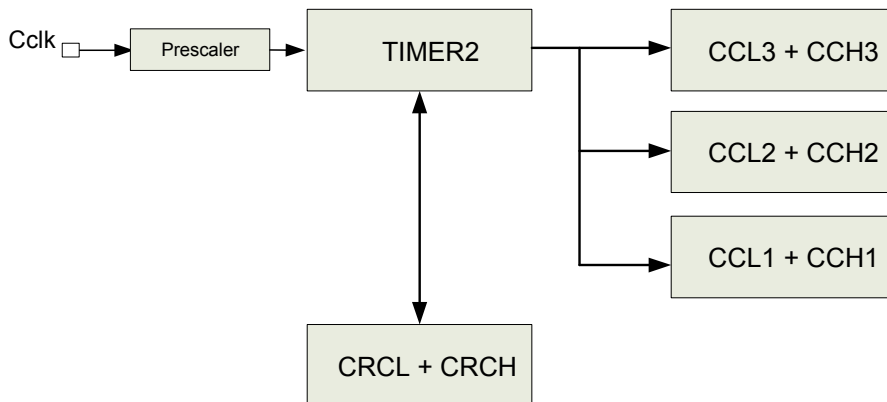 Cclk
Prescaler
TIMER2
CCL3 + CCH3
CCL2 + CCH2
CCL1 + CCH1
CRCL + CRCH